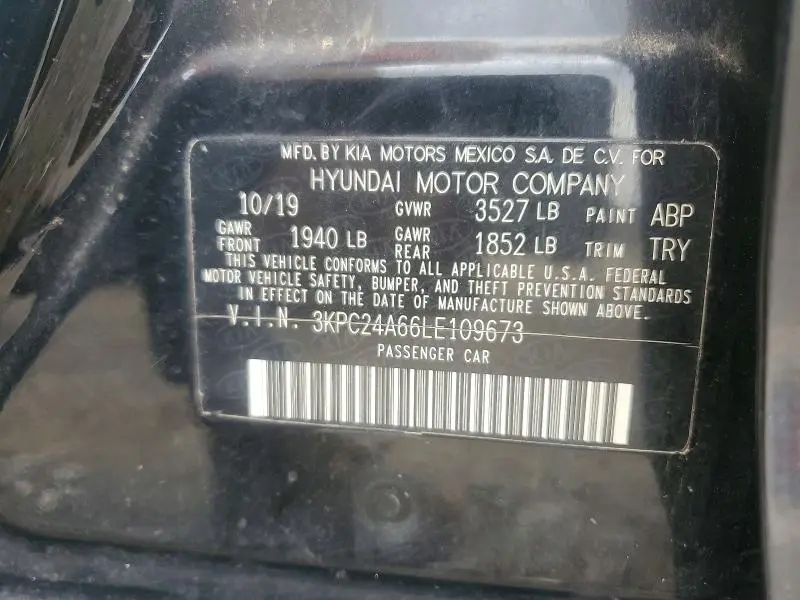 MFD. BY KIA MOTORS MEXICO S.A. DE C.V. FOR
HYUNDAI MOTOR COMPANY
10/19 GVWR 3527 LB PAINT ABP
GAWR FRONT 1940 LB GAWR REAR 1852 LB TRIM TRY
THIS VEHICLE CONFORMS TO ALL APPLICABLE U.S.A. FEDERAL
MOTOR VEHICLE SAFETY, BUMPER, AND THEFT PREVENTION STANDARDS
IN EFFECT ON THE DATE OF MANUFACTURE SHOWN ABOVE.
V.I.N. 3KPC24A66LE109673
PASSENGER CAR